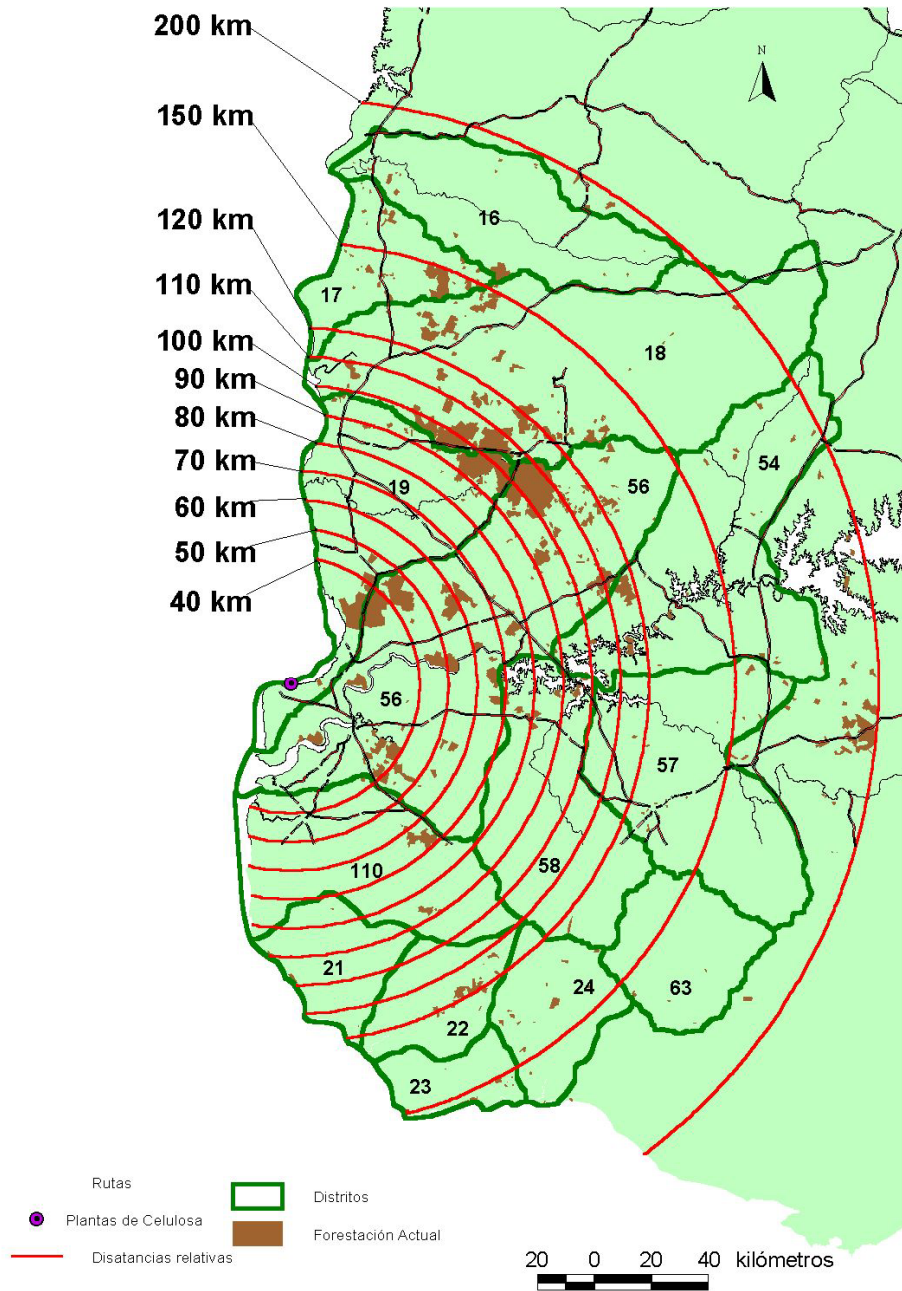 200 km
150 km
120 km
110 km
100 km
90 km
80 km
70 km
60 km
50 km
40 km
N
16
17
18
54
19
56
56
57
58
110
21
24
63
22
23
Rutas
Plantas de Celulosa
Disatancias relativas
Distritos
Forestación Actual
20 0 20 40 kilómetros